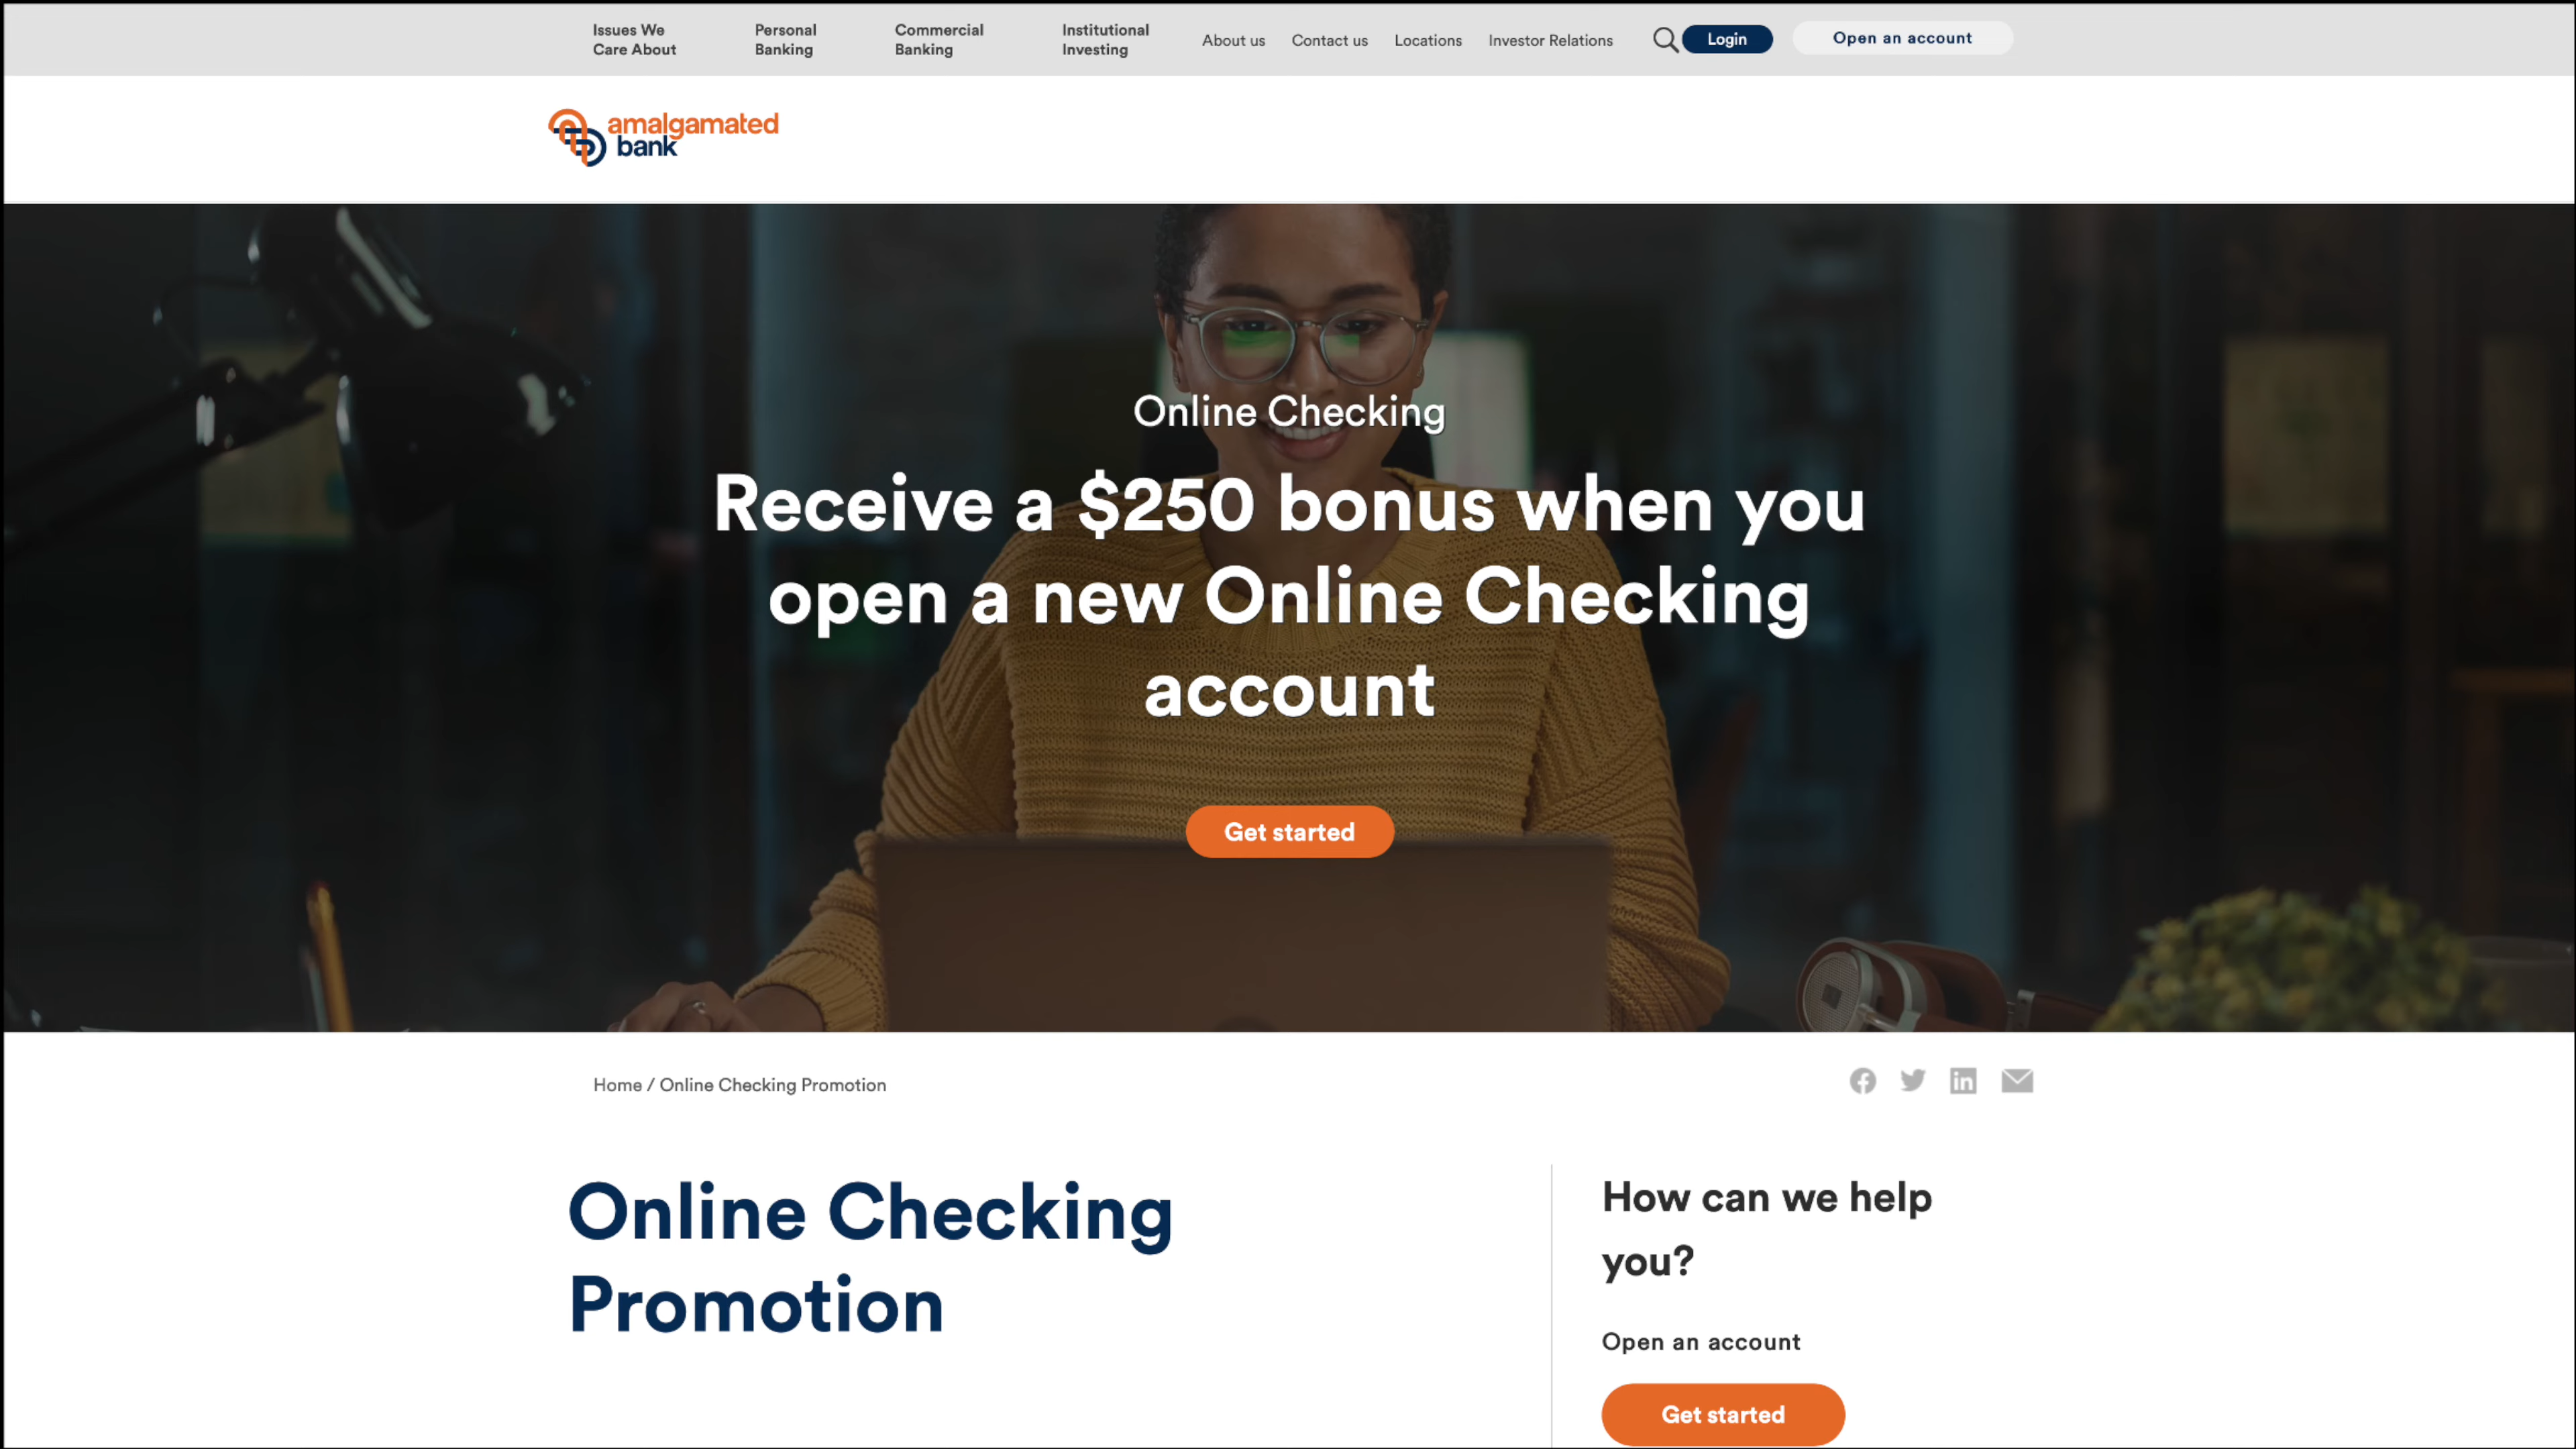 Issues We
Care About
Personal
Banking
Commercial
Banking
Institutional
Investing
About us
Contact us
Locations
Investor Relations
Login
Open an account
amalgamated
bank
Online Checking
Receive a $250 bonus when you
open a new Online Checking
account
Get started
Home / Online Checking Promotion
Online Checking
Promotion
How can we help
you?
Open an account
Get started